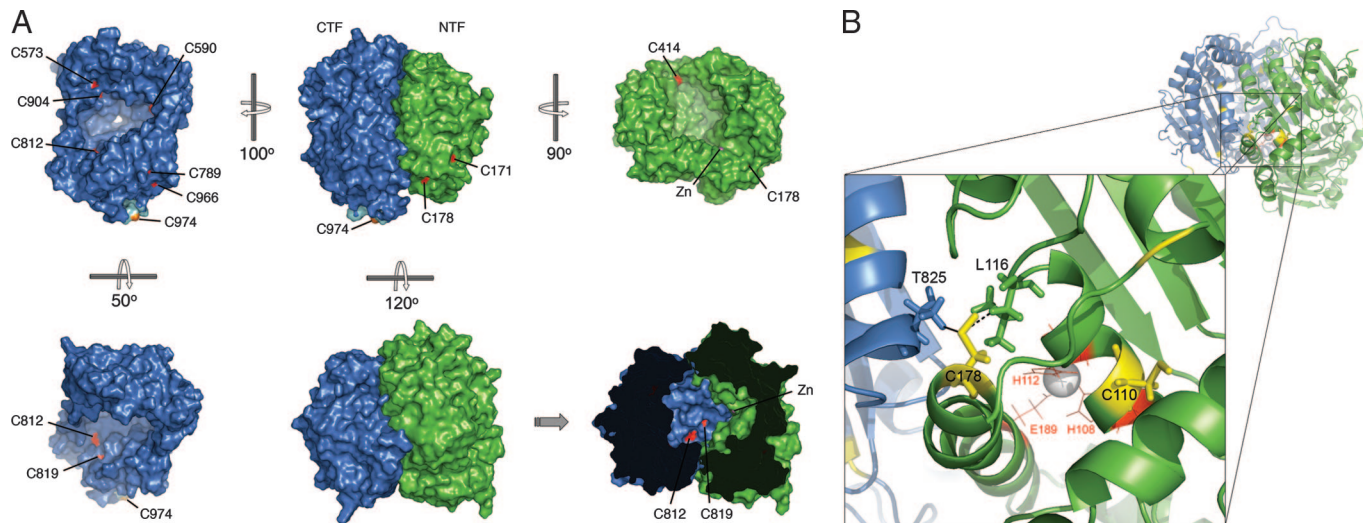 A
CTF
NTF
C573
C590
C904
C812
C789
C966
C974
100º
C171
C178
C974
90º
C414
Zn
C178
50º
120º
C812
C819
C974
Zn
C812
C819
B
T825
L116
C178
H112
C110
E189
H108